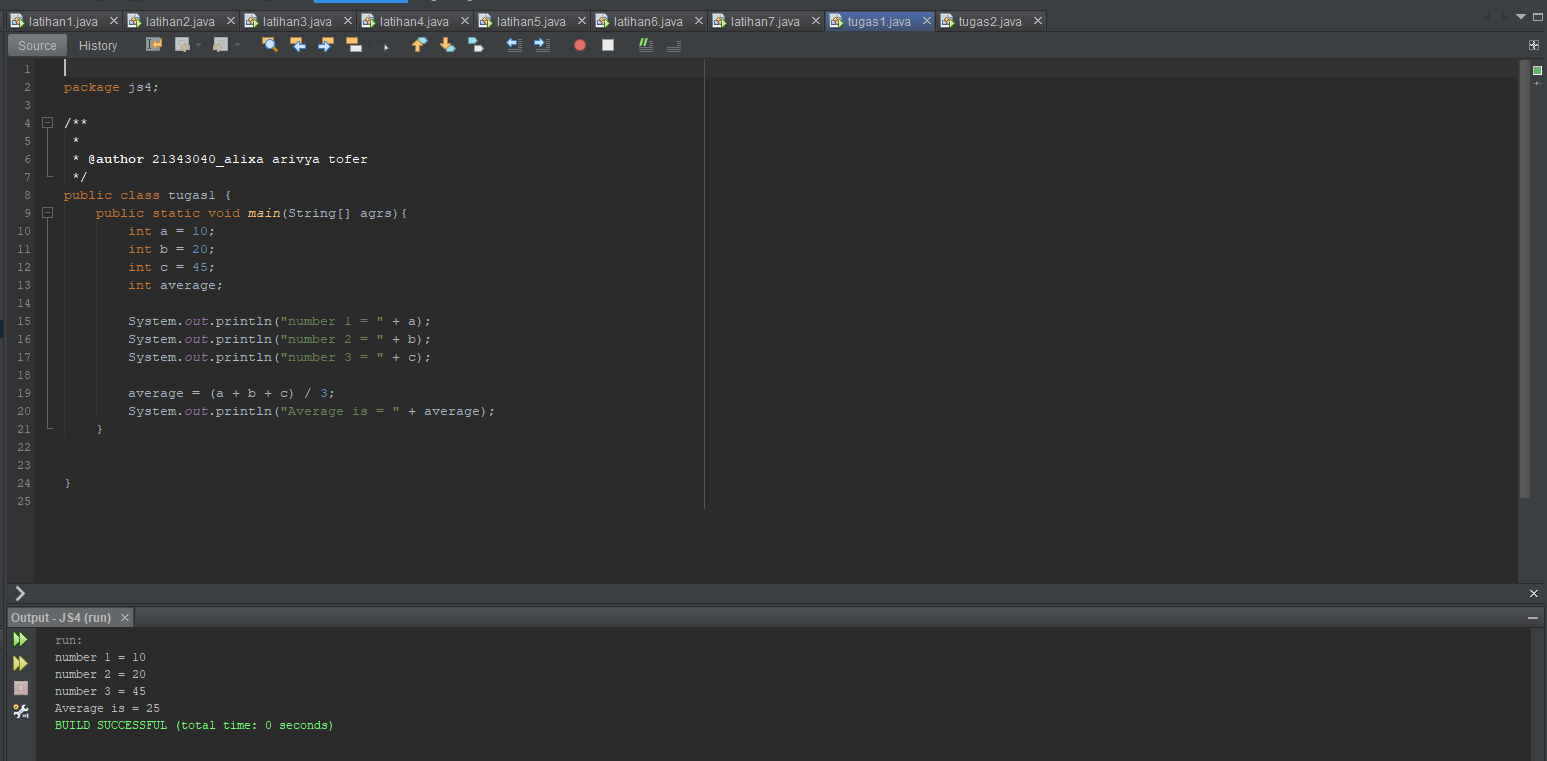 latihan1.java latihan2.java latihan3.java latihan4.java latihan5.java latihan6.java latihan7.java tugas1.java tugas2.java
Source History
1
2 package js4;
3
4 /**
5 *
6 * @author 21343040_alixa arivya tofer
7 */
8 public class tugas1 {
9 public static void main(String[] agrs){
10 int a = 10;
11 int b = 20;
12 int c = 45;
13 int average;
14
15 System.out.println("number 1 = " + a);
16 System.out.println("number 2 = " + b);
17 System.out.println("number 3 = " + c);
18
19 average = (a + b + c) / 3;
20 System.out.println("Average is = " + average);
21 }
22
23
24 }
25
Output - JS4 (run)
run:
number 1 = 10
number 2 = 20
number 3 = 45
Average is = 25
BUILD SUCCESSFUL (total time: 0 seconds)